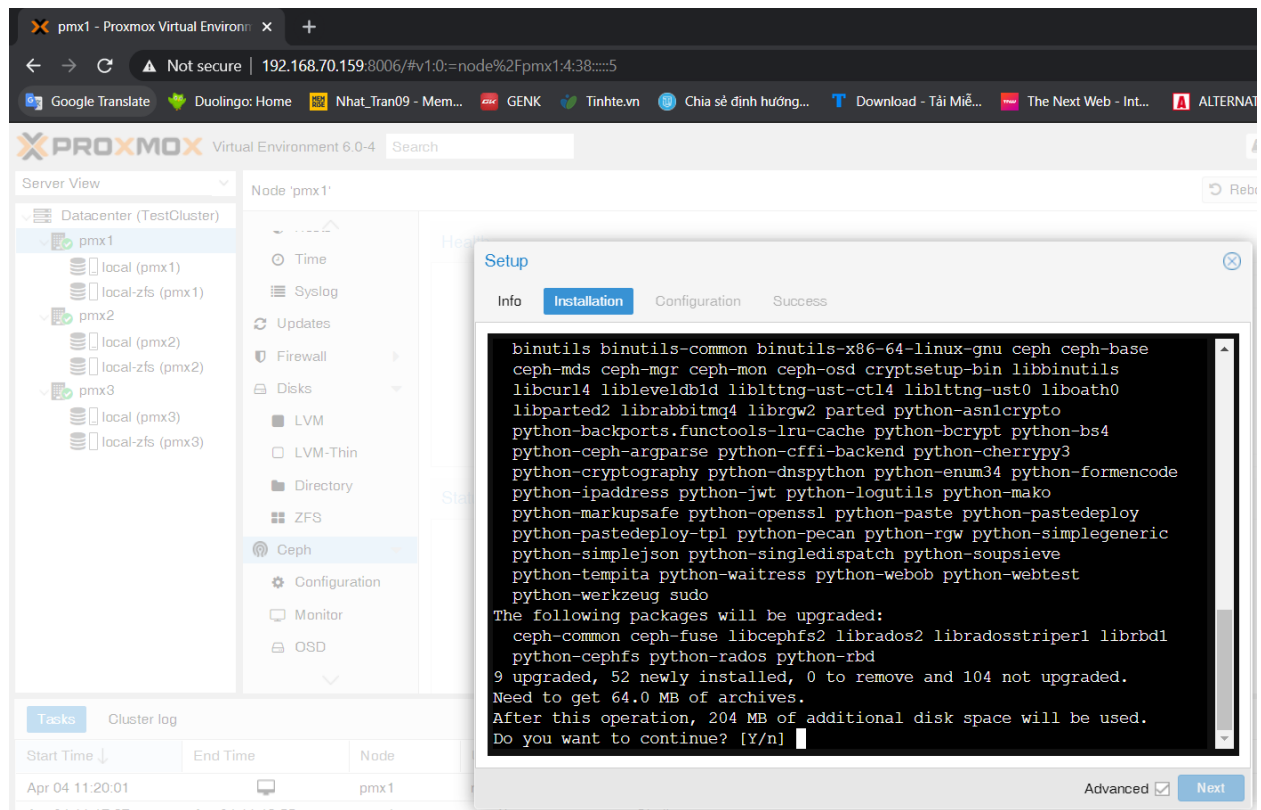 pmx1 - Proxmox Virtual Environ
Not secure | 192.168.70.159:8006/#v1:0:=node%2Fpmx1:4:38:::::5
Google Translate Duolingo: Home Nhat_Tran09 - Mem... GENK Tinhte.vn Chia sẻ định hướng... Download - Tải Miễ... The Next Web - Int... ALTERNAT
PROXMOX Virtual Environment 6.0-4 Search
Server View
Node 'pmx1'
Rebo
Datacenter (TestCluster)
pmx1
local (pmx1)
local-zfs (pmx1)
pmx2
local (pmx2)
local-zfs (pmx2)
pmx3
local (pmx3)
local-zfs (pmx3)
Time
Syslog
Updates
Firewall
Disks
LVM
LVM-Thin
Directory
ZFS
Ceph
Configuration
Monitor
OSD
Setup
Info Installation Configuration Success
binutils binutils-common binutils-x86-64-linux-gnu ceph ceph-base
ceph-mds ceph-mgr ceph-mon ceph-osd cryptsetup-bin libbinutils
libcurl4 libleveldb1d liblttng-ust-ctl4 liblttng-ust0 liboath0
libparted2 librabbitmq4 librgw2 parted python-asn1crypto
python-backports.functools-lru-cache python-bcrypt python-bs4
python-ceph-argparse python-cffi-backend python-cherrypy3
python-cryptography python-dnspython python-enum34 python-formencode
python-ipaddress python-jwt python-logutils python-mako
python-markupsafe python-openssl python-paste python-pastedeploy
python-pastedeploy-tpl python-pecan python-rgw python-simplegeneric
python-simplejson python-singledispatch python-soupsieve
python-tempita python-waitress python-webob python-webtest
python-werkzeug sudo
The following packages will be upgraded:
ceph-common ceph-fuse libcephfs2 librados2 libradosstriper1 librbd1
python-cephfs python-rados python-rbd
9 upgraded, 52 newly installed, 0 to remove and 104 not upgraded.
Need to get 64.0 MB of archives.
After this operation, 204 MB of additional disk space will be used.
Do you want to continue? [Y/n]
Advanced Next
Tasks Cluster log
Start Time End Time Node
Apr 04 11:20:01 pmx1